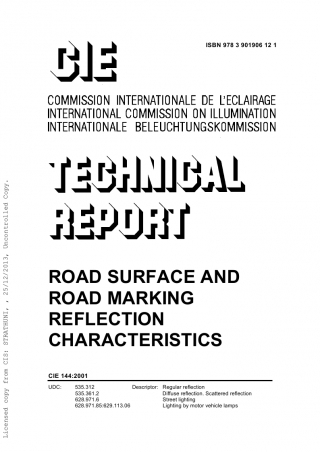 ISBN 978 3 901906 12 1
CIE
COMMISSION INTERNATIONALE DE L'ECLAIRAGE
INTERNATIONAL COMMISSION ON ILLUMINATION
INTERNATIONALE BELEUCHTUNGSKOMMISSION
TECHNICAL
REPORT
ROAD SURFACE AND
ROAD MARKING
REFLECTION
CHARACTERISTICS
CIE 144:2001
UDC: 535.312 Descriptor: Regular reflection
535.361.2 Diffuse reflection. Scattered reflection
628.971.6 Street lighting
628.971.85:629.113.06 Lighting by motor vehicle lamps
Licensed copy from CIS: STRATHUNI, , 25/12/2013, Uncontrolled Copy.